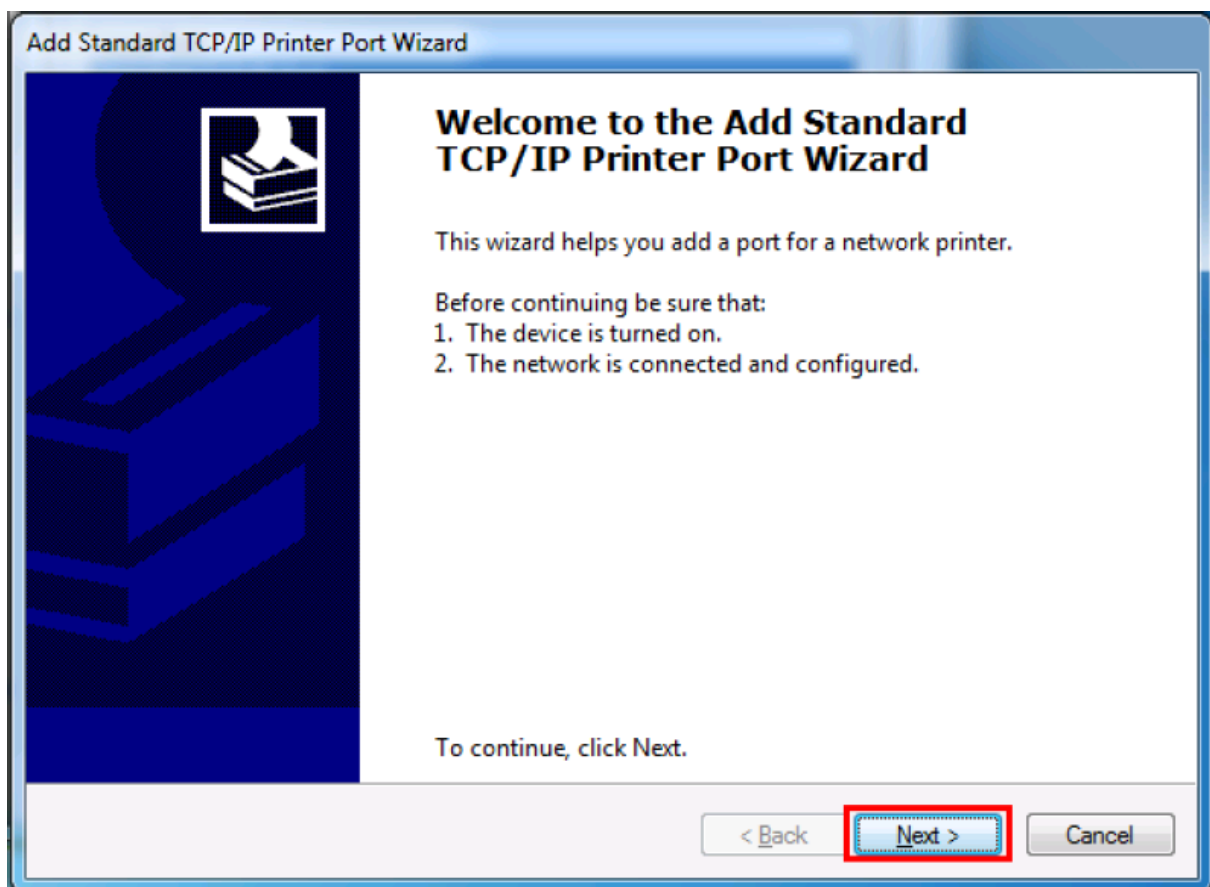 Add Standard TCP/IP Printer Port Wizard
Welcome to the Add Standard
TCP/IP Printer Port Wizard
This wizard helps you add a port for a network printer.
Before continuing be sure that:
1. The device is turned on.
2. The network is connected and configured.
To continue, click Next.
< Back
Next >
Cancel